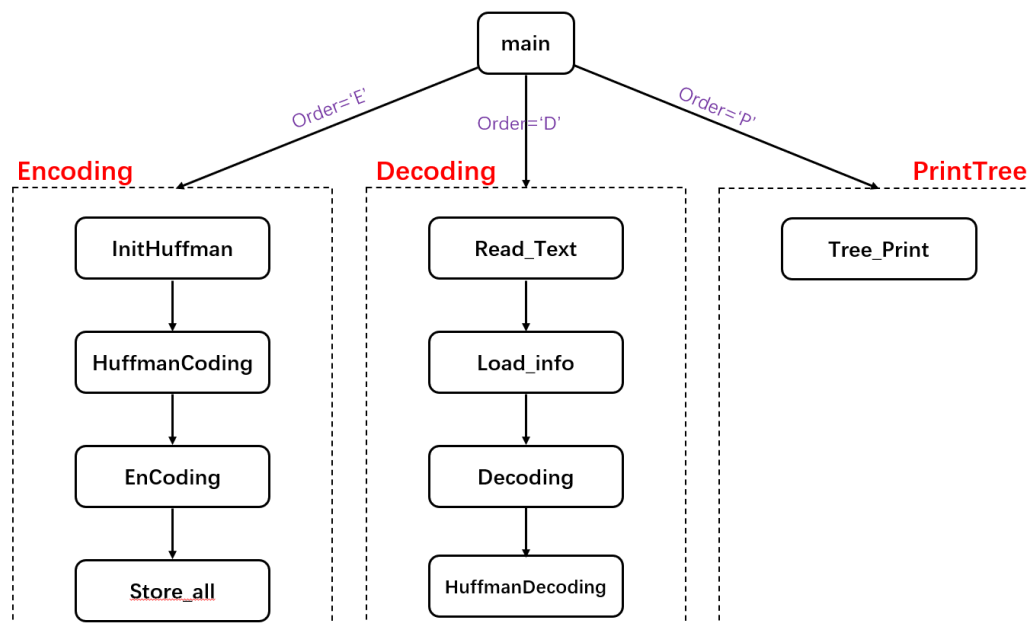 main
Order=‘E’
Order=‘D’
Order=‘P’
Encoding
Decoding
PrintTree
InitHuffman
Read_Text
Tree_Print
HuffmanCoding
Load_info
EnCoding
Decoding
Store_all
HuffmanDecoding